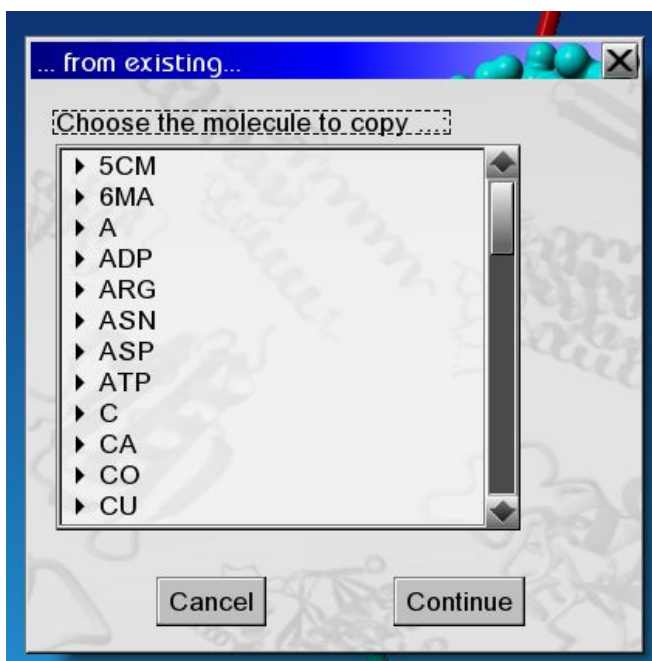 ... from existing...
Choose the molecule to copy ...:
5CM
6MA
A
ADP
ARG
ASN
ASP
ATP
C
CA
CO
CU
Cancel Continue